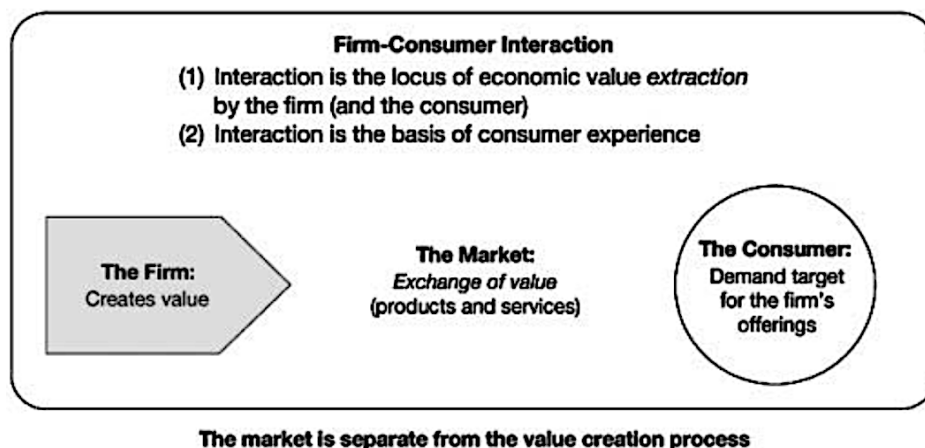 Firm-Consumer Interaction
(1) Interaction is the locus of economic value extraction
by the firm (and the consumer)
(2) Interaction is the basis of consumer experience
The Firm:
Creates value
The Market:
Exchange of value
(products and services)
The Consumer:
Demand target
for the firm's
offerings
The market is separate from the value creation process